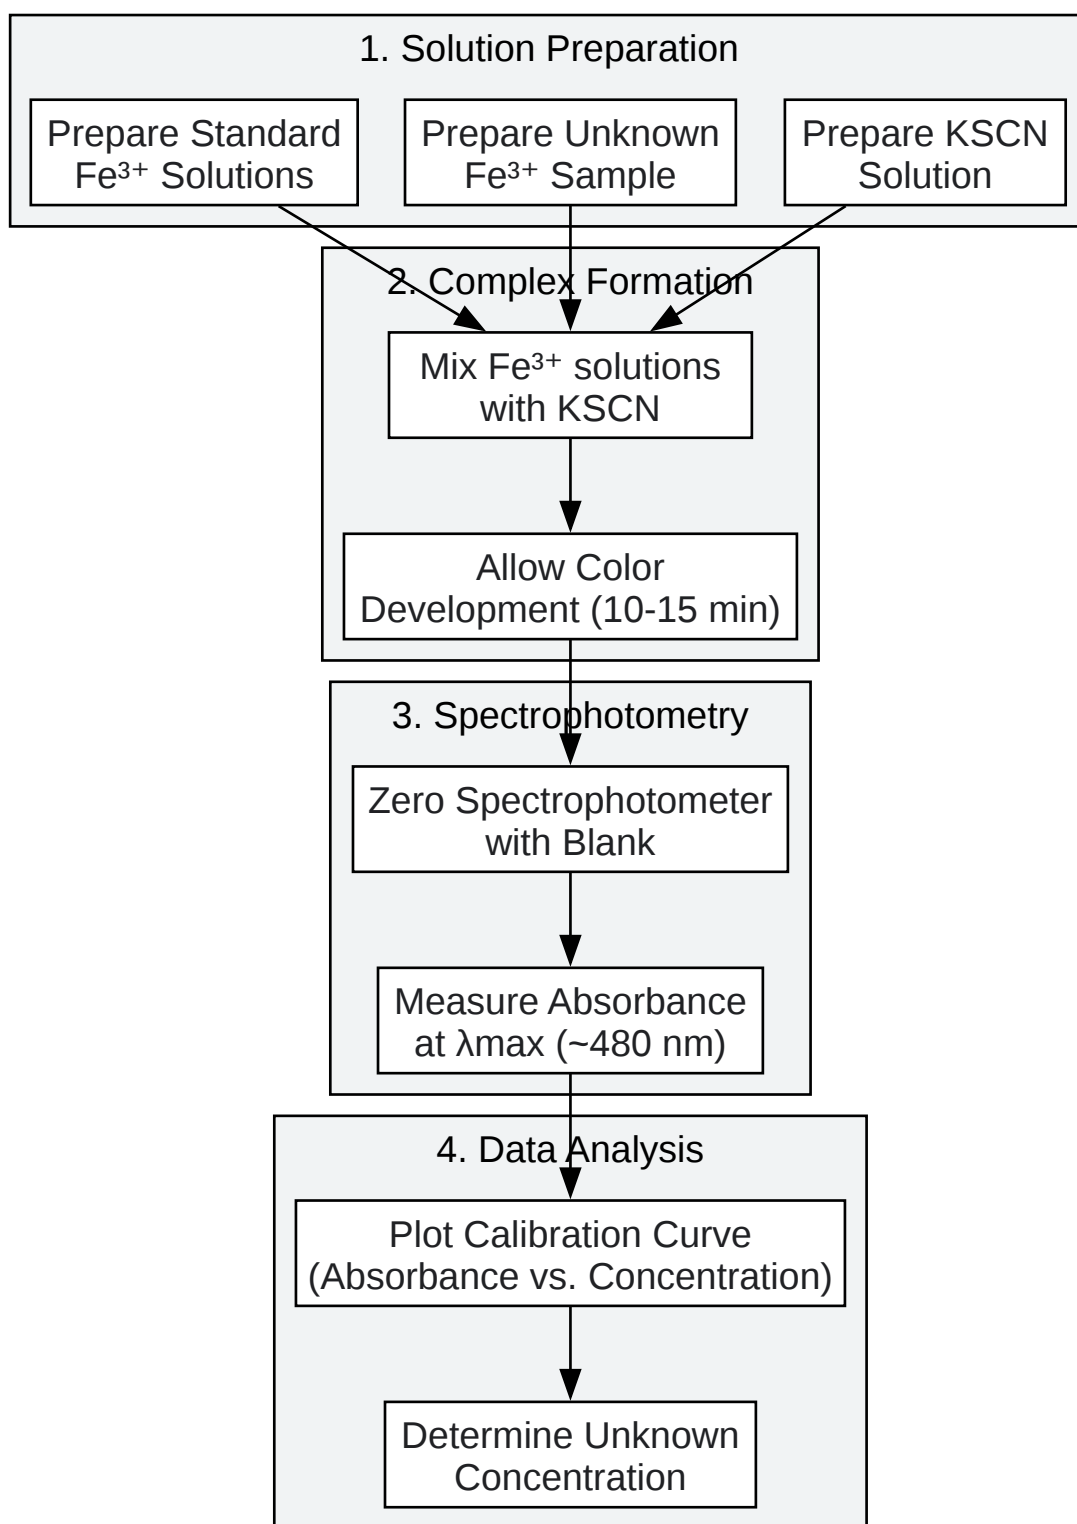 1. Solution Preparation
Prepare Standard
Fe³⁺ Solutions
Prepare Unknown
Fe³⁺ Sample
Prepare KSCN
Solution
2. Complex Formation
Mix Fe³⁺ solutions
with KSCN
Allow Color
Development (10-15 min)
3. Spectrophotometry
Zero Spectrophotometer
with Blank
Measure Absorbance
at λmax (~480 nm)
4. Data Analysis
Plot Calibration Curve
(Absorbance vs. Concentration)
Determine Unknown
Concentration